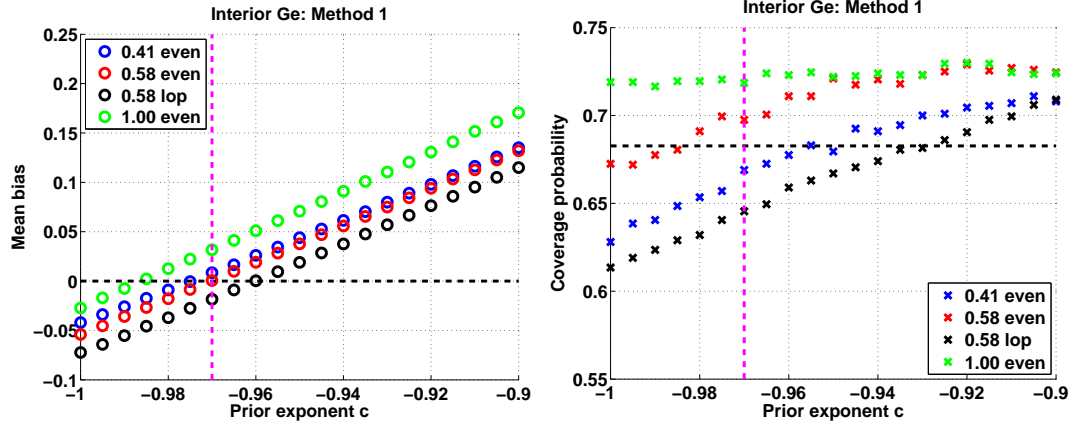 Interior Ge: Method 1
0.25
0.2
0.15
0.1
0.05
0
−0.05
−0.1
Mean bias
0.41 even
0.58 even
0.58 lop
1.00 even
−1
−0.98
−0.96
−0.94
−0.92
−0.9
Prior exponent c
Interior Ge: Method 1
0.75
0.7
0.65
0.6
0.55
Coverage probability
0.41 even
0.58 even
0.58 lop
1.00 even
−1
−0.98
−0.96
−0.94
−0.92
−0.9
Prior exponent c